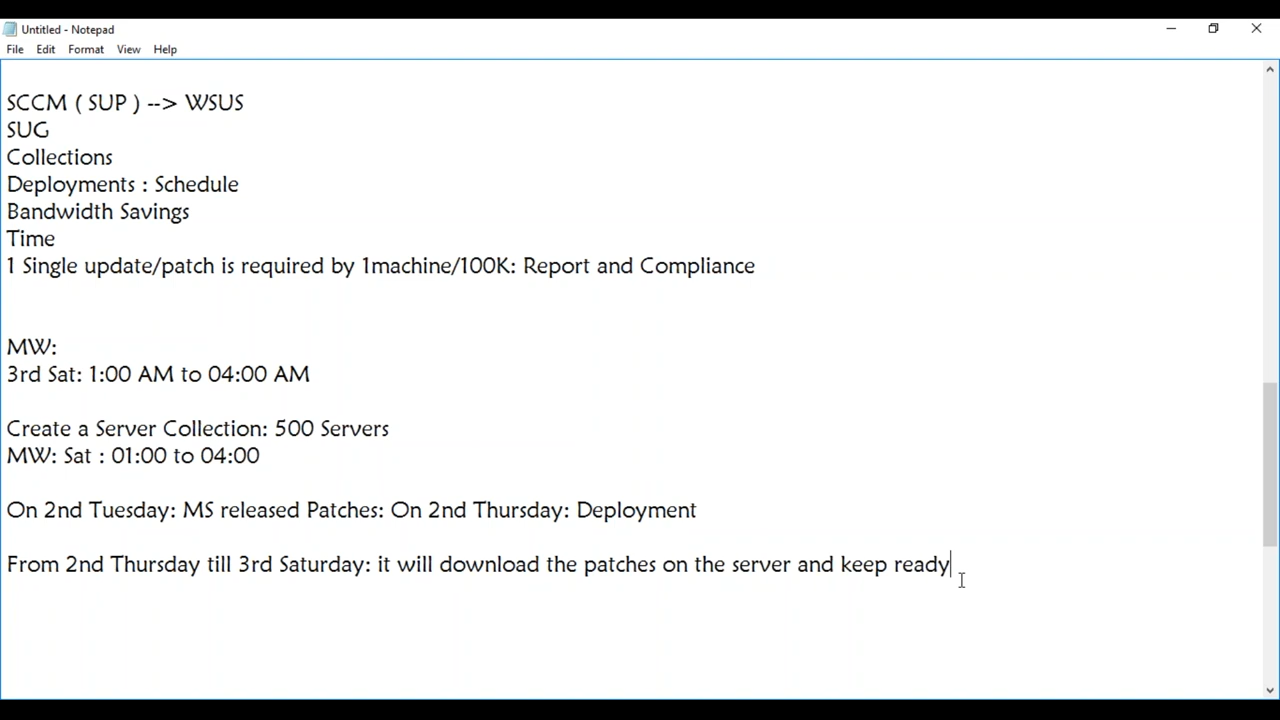 Untitled - Notepad
File Edit Format View Help
SCCM ( SUP ) --> WSUS
SUG
Collections
Deployments : Schedule
Bandwidth Savings
Time
1 Single update/patch is required by 1machine/100K: Report and Compliance
MW:
3rd Sat: 1:00 AM to 04:00 AM
Create a Server Collection: 500 Servers
MW: Sat : 01:00 to 04:00
On 2nd Tuesday: MS released Patches: On 2nd Thursday: Deployment
From 2nd Thursday till 3rd Saturday: it will download the patches on the server and keep ready